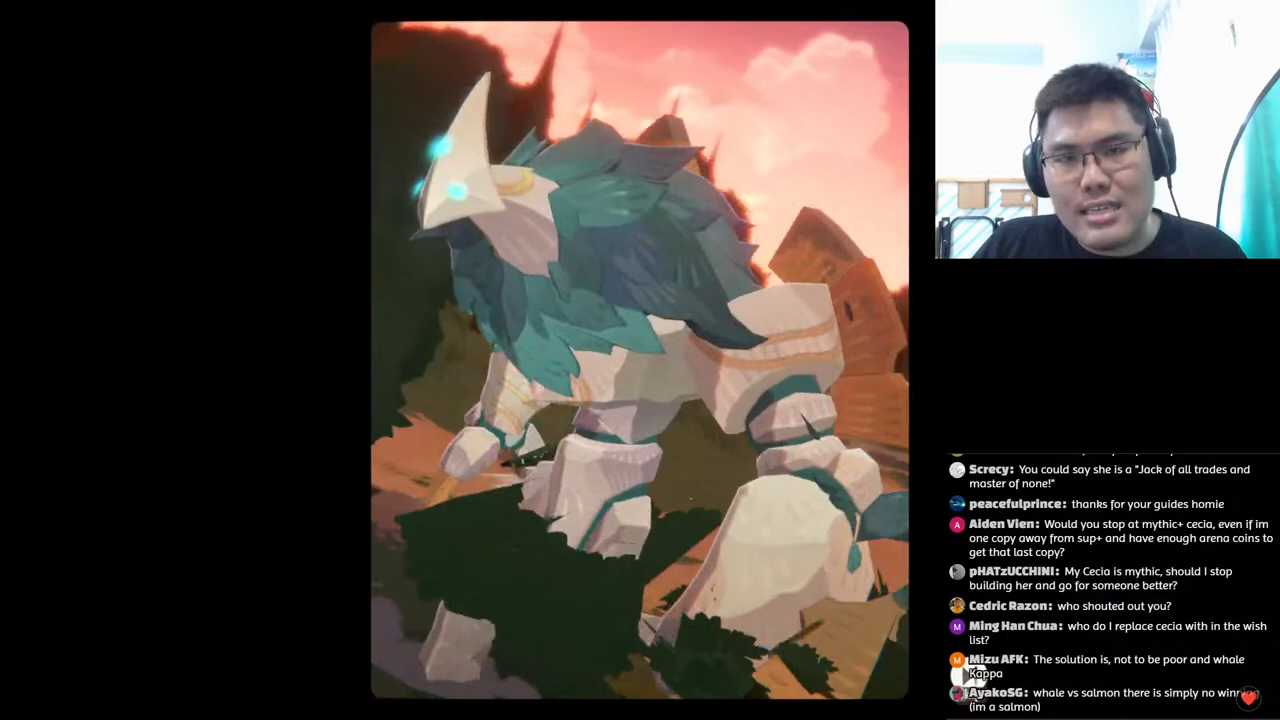 Screcy: You could say she is a "Jack of all trades and
master of none!"
peacefulprince: thanks for your guides homie
A
Aiden Vien: Would you stop at mythic+ cecia, even if im
one copy away from sup+ and have enough arena coins to
get that last copy?
pHATzUCCHINI: My Cecia is mythic, should I stop
building her and go for someone better?
Cedric Razon: who shouted out you?
M
Ming Han Chua: who do I replace cecia with in the wish
list?
M
Mizu AFK: The solution is, not to be poor and whale
Kappa
AyakoSG: whale vs salmon there is simply no
(im a salmon)